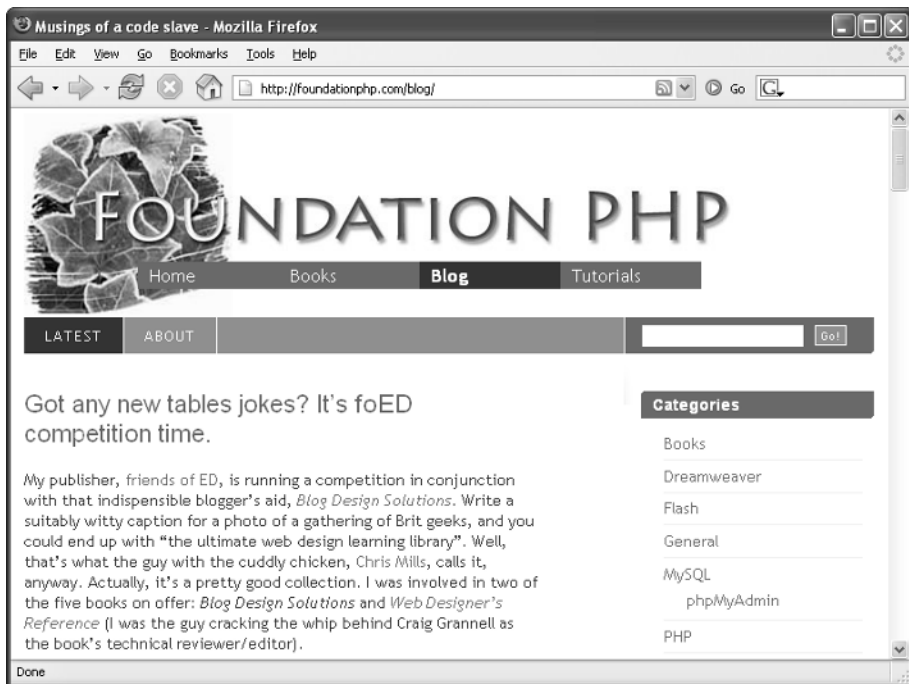 Musings of a code slave - Mozilla Firefox
File Edit View Go Bookmarks Tools Help
http://foundationphp.com/blog/ Go G
FOUNDATION PHP
Home Books Blog Tutorials
LATEST ABOUT Go!
Got any new tables jokes? It's foED
competition time.
My publisher, friends of ED, is running a competition in conjunction
with that indispensible blogger's aid, Blog Design Solutions. Write a
suitably witty caption for a photo of a gathering of Brit geeks, and you
could end up with “the ultimate web design learning library”. Well,
that's what the guy with the cuddly chicken, Chris Mills, calls it,
anyway. Actually, it's a pretty good collection. I was involved in two of
the five books on offer: Blog Design Solutions and Web Designer's
Reference (I was the guy cracking the whip behind Craig Grannell as
the book's technical reviewer/editor).
Categories
Books
Dreamweaver
Flash
General
MySQL
phpMyAdmin
PHP
Done